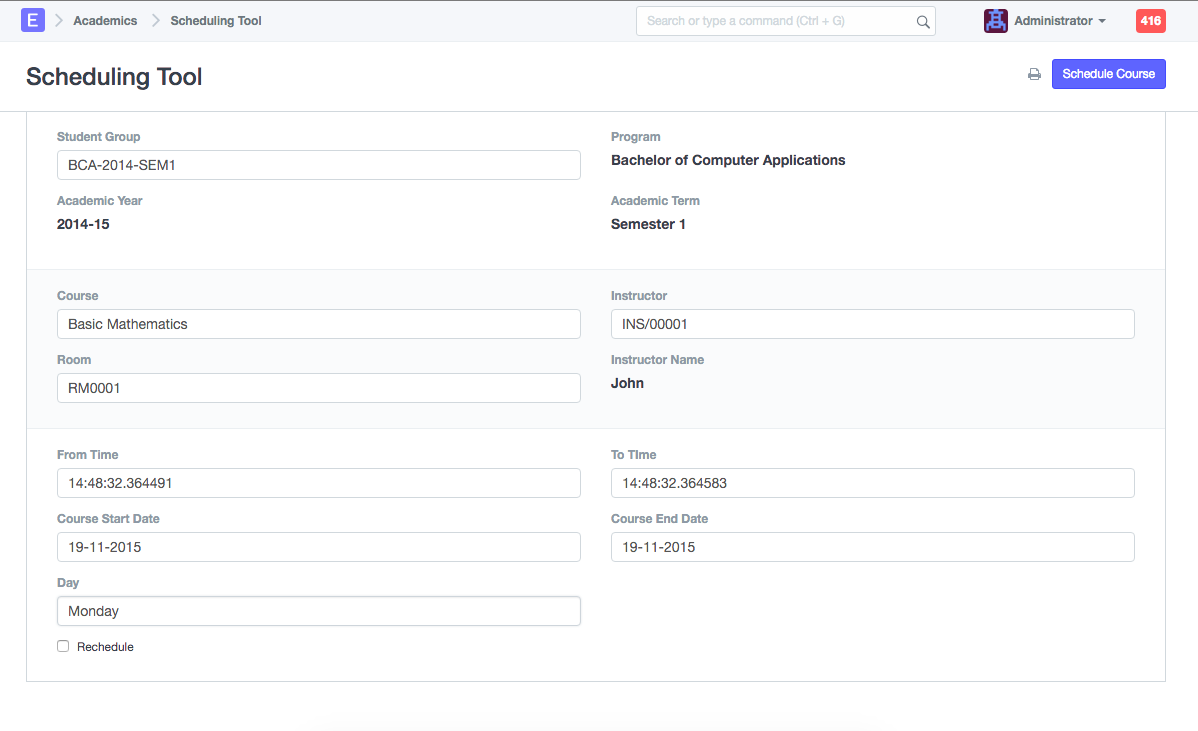 E Academics Scheduling Tool Search or type a command (Ctrl + G) Administrator 416
Scheduling Tool Schedule Course
Student Group Program
BCA-2014-SEM1 Bachelor of Computer Applications
Academic Year Academic Term
2014-15 Semester 1
Course Instructor
Basic Mathematics INS/00001
Room Instructor Name
RM0001 John
From Time To TIme
14:48:32.364491 14:48:32.364583
Course Start Date Course End Date
19-11-2015 19-11-2015
Day
Monday
Rechedule